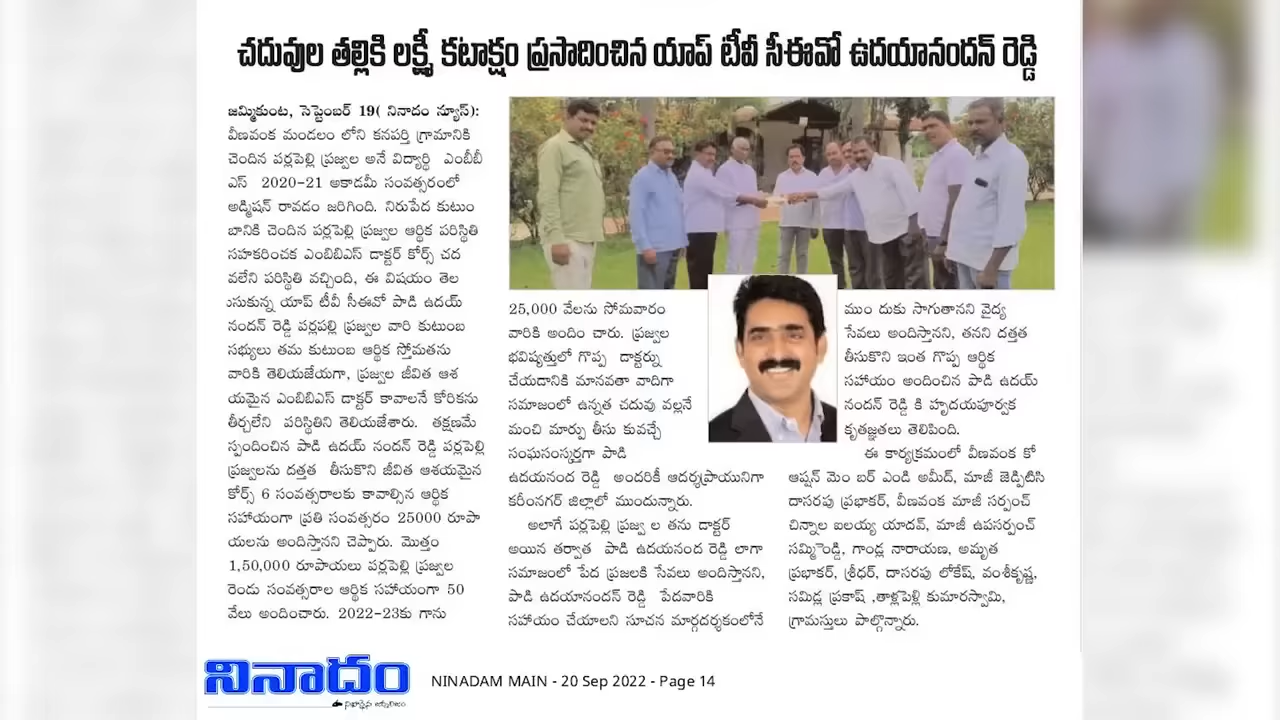 చదువుల తల్లికి లక్ష్మీ కటాక్షం ప్రసాదించిన యాప్ టీవీ సీఈవో ఉదయానందన్ రెడ్డి
జమ్మికుంట, సెప్టెంబర్ 19( నినాదం న్యూస్):
వీణవంక మండలం లోని కనపర్తి గ్రామానికి
చెందిన పర్లపెల్లి ప్రజ్వల అనే విద్యార్థి ఎంబీబీ
ఎస్ 2020-21 అకాడమీ సంవత్సరంలో
అడ్మిషన్ రావడం జరిగింది. నిరుపేద కుటుం
బానికి చెందిన పర్లపెల్లి ప్రజ్వల ఆర్థిక పరిస్థితి
సహకరించక ఎంబిబిఎస్ డాక్టర్ కోర్స్ చద
వలేని పరిస్థితి వచ్చింది, ఈ విషయం తెల
ుసుకున్న యాప్ టీవీ సీఈవో పాడి ఉదయ్
నందన్ రెడ్డి పర్లపల్లి ప్రజ్వల వారి కుటుంబ
సభ్యులు తమ కుటుంబ ఆర్థిక స్తోమతను
వారికి తెలియజేయగా, ప్రజ్వల జీవిత ఆశ
యమైన ఎంబిబిఎస్ డాక్టర్ కావాలనే కోరికను
తీర్చలేని పరిస్థితిని తెలియజేశారు. తక్షణమే
స్పందించిన పాడి ఉదయ్ నందన్ రెడ్డి పర్లపెల్లి
ప్రజ్వలను దత్తత తీసుకొని జీవిత ఆశయమైన
కోర్స్ 6 సంవత్సరాలకు కావాల్సిన ఆర్థిక
సహాయంగా ప్రతి సంవత్సరం 25000 రూపా
యలను అందిస్తానని చెప్పారు. మొత్తం
1,50,000 రూపాయలు పర్లపెల్లి ప్రజ్వల
రెండు సంవత్సరాల ఆర్థిక సహాయంగా 50
వేలు అందించారు. 2022-23కు గాను
25,000 వేలను సోమవారం
వారికి అందిం చారు. ప్రజ్వల
భవిష్యత్తులో గొప్ప డాక్టర్ను
చేయడానికి మానవతా వాదిగా
సమాజంలో ఉన్నత చదువు వల్లనే
మంచి మార్పు తీసు కువచ్చే
సంఘసంస్కర్తగా పాడి
ఉదయనంద రెడ్డి అందరికీ ఆదర్శప్రాయునిగా
కరీంనగర్ జిల్లాలో ముందున్నారు.
అలాగే పర్లపెల్లి ప్రజ్వ ల తను డాక్టర్
అయిన తర్వాత పాడి ఉదయనంద రెడ్డి లాగా
సమాజంలో పేద ప్రజలకి సేవలు అందిస్తానని,
పాడి ఉదయానందన్ రెడ్డి పేదవారికి
సహాయం చేయాలని సూచన మార్గదర్శకంలోనే
ముం దుకు సాగుతానని వైద్య
సేవలు అందిస్తానని, తనని దత్తత
తీసుకొని ఇంత గొప్ప ఆర్థిక
సహాయం అందించిన పాడి ఉదయ్
నందన్ రెడ్డి కి హృదయపూర్వక
కృతజ్ఞతలు తెలిపింది.
ఈ కార్యక్రమంలో వీణవంక కో
ఆప్షన్ మెం బర్ ఎండి అమీద్, మాజీ జెడ్పిటిసి
దాసరపు ప్రభాకర్, వీణవంక మాజీ సర్పంచ్
చిన్నాల ఐలయ్య యాదవ్, మాజీ ఉపసర్పంచ్
గాండ్ల నారాయణ, అమృత
ప్రభాకర్, శ్రీధర్, దాసరపు లోకేష్, వంశీకృష్ణ,
సమిడ్ల ప్రకాష్ ,తాళ్లపెళ్లి కుమారస్వామి,
గ్రామస్తులు పాల్గొన్నారు.
నినాదం
NINADAM MAIN - 20 Sep 2022 - Page 14